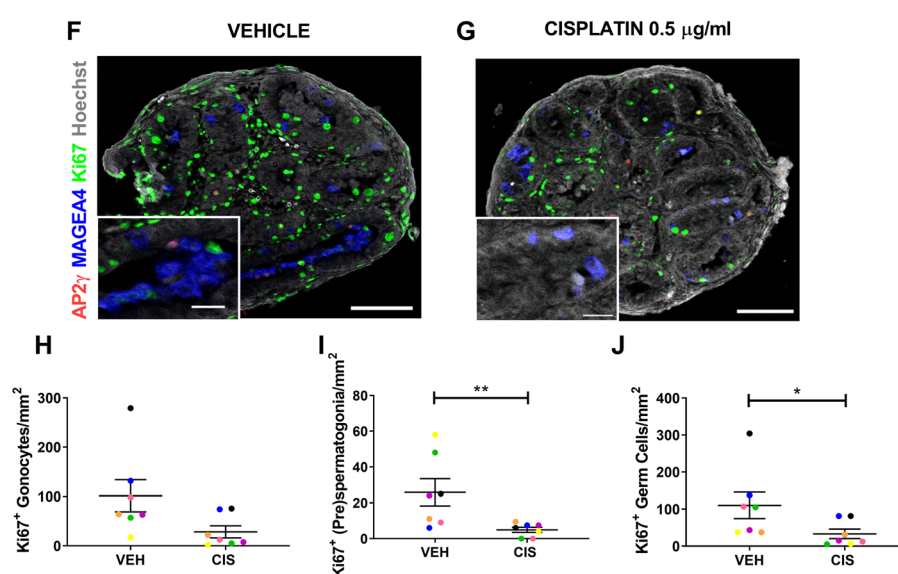 F
VEHICLE
G
CISPLATIN 0.5 μg/ml
AP2γ MAGEA4 Ki67 Hoechst
H
Ki67⁺ Gonocytes/mm²
300
200
100
0
VEH
CIS
I
Ki67⁺ (Pre)spermatogonia/mm²
80
60
40
20
0
**
VEH
CIS
J
Ki67⁺ Germ Cells/mm²
400
300
200
100
0
*
VEH
CIS